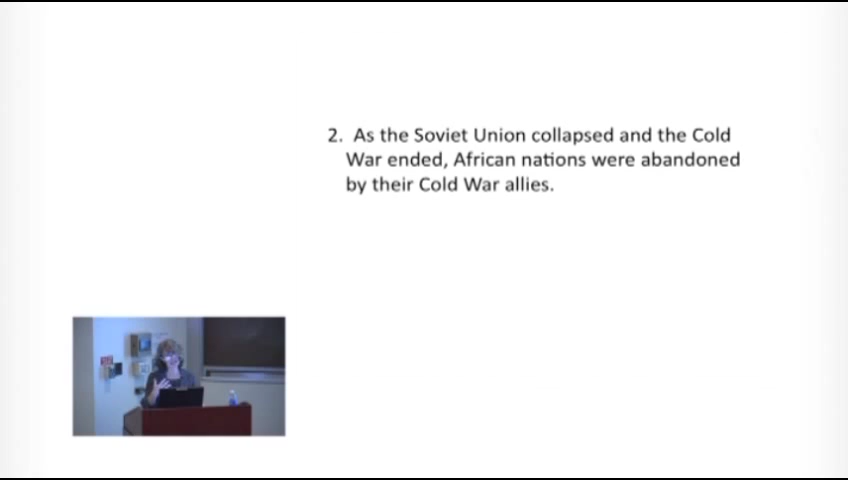 2. As the Soviet Union collapsed and the Cold
War ended, African nations were abandoned
by their Cold War allies.